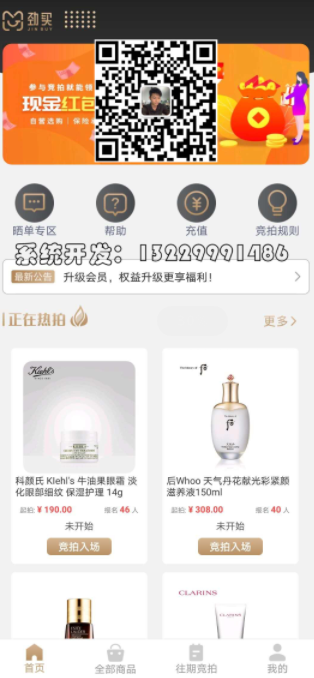 劲买
JIN BUY
参与竞拍就能领
现金红包
自营选购 | 保险
晒单专区
帮助
充值
竞拍规则
系统开发：13229991486
最新公告
升级会员，权益升级更享福利！
正在热拍
更多 >
Kiehl's
科颜氏 Klehl's 牛油果眼霜 淡
化眼部细纹 保湿护理 14g
起拍: ¥ 190.00
报名 46 人
未开始
竞拍入场
The history of 后
后Whoo 天气丹花献光彩紧颜
滋养液150ml
起拍: ¥ 308.00
报名 40 人
未开始
竞拍入场
CLARINS
首页
全部商品
往期竞拍
我的